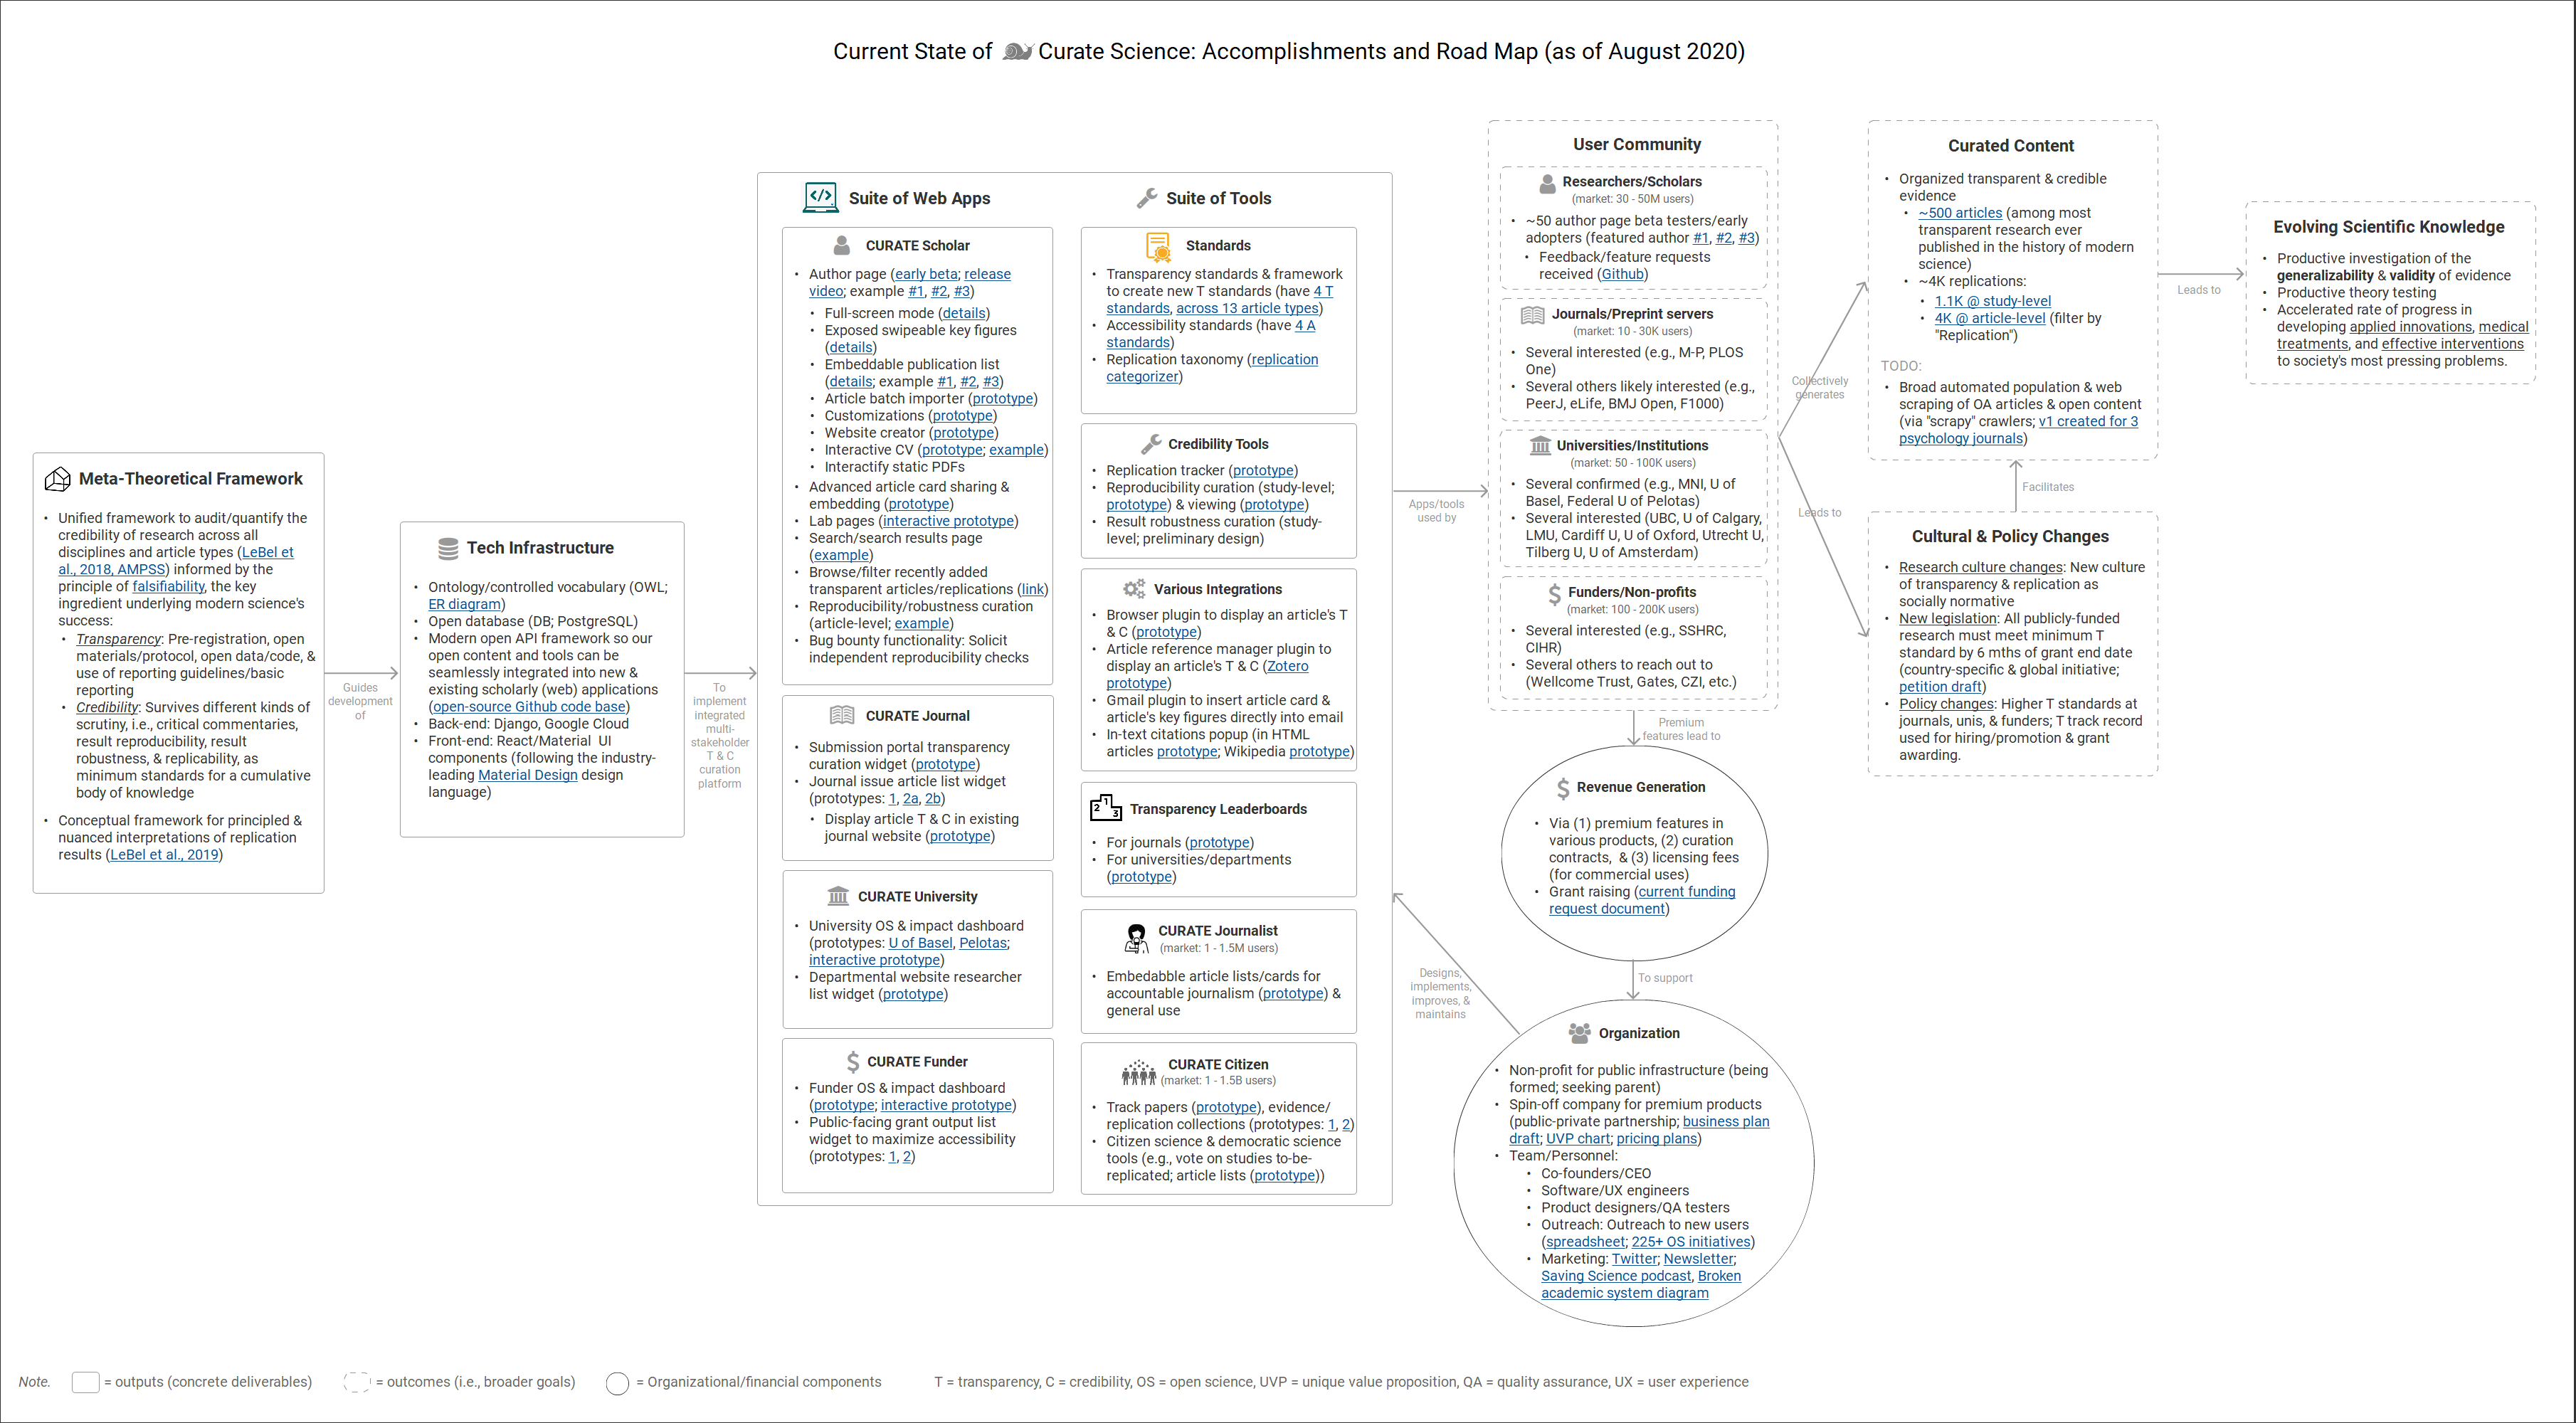 Current State of Curate Science: Accomplishments and Road Map (as of August 2020)
Meta-Theoretical Framework
• Unified framework to audit/quantify the
credibility of research across all
disciplines and article types (LeBel et
al., 2018, AMPSS) informed by the
principle of falsifiability, the key
ingredient underlying modern science's
success:
• Transparency: Pre-registration, open
materials/protocol, open data/code, &
use of reporting guidelines/basic
reporting
• Credibility: Survives different kinds of
scrutiny, i.e., critical commentaries,
result reproducibility, result
robustness, & replicability, as
minimum standards for a cumulative
body of knowledge
• Conceptual framework for principled &
nuanced interpretations of replication
results (LeBel et al., 2019)
Guides
development
of
Tech Infrastructure
• Ontology/controlled vocabulary (OWL;
ER diagram)
• Open database (DB; PostgreSQL)
• Modern open API framework so our
open content and tools can be
seamlessly integrated into new &
existing scholarly (web) applications
(open-source Github code base)
• Back-end: Django, Google Cloud
• Front-end: React/Material UI
components (following the industry-
leading Material Design design
language)
To
implement
integrated
multi-
stakeholder
T & C
curation
platform
Suite of Web Apps
CURATE Scholar
• Author page (early beta; release
video; example #1, #2, #3)
• Full-screen mode (details)
• Exposed swipeable key figures
(details)
• Embeddable publication list
(details; example #1, #2, #3)
• Article batch importer (prototype)
• Customizations (prototype)
• Website creator (prototype)
• Interactive CV (prototype; example)
• Interactify static PDFs
• Advanced article card sharing &
embedding (prototype)
• Lab pages (interactive prototype)
• Search/search results page
(example)
• Browse/filter recently added
transparent articles/replications (link)
• Reproducibility/robustness curation
(article-level; example)
• Bug bounty functionality: Solicit
independent reproducibility checks
CURATE Journal
• Submission portal transparency
curation widget (prototype)
• Journal issue article list widget
(prototypes: 1, 2a, 2b)
• Display article T & C in existing
journal website (prototype)
CURATE University
• University OS & impact dashboard
(prototypes: U of Basel, Pelotas;
interactive prototype)
• Departmental website researcher
list widget (prototype)
CURATE Funder
• Funder OS & impact dashboard
(prototype; interactive prototype)
• Public-facing grant output list
widget to maximize accessibility
(prototypes: 1, 2)
Suite of Tools
Standards
• Transparency standards & framework
to create new T standards (have 4 T
standards, across 13 article types)
• Accessibility standards (have 4 A
standards)
• Replication taxonomy (replication
categorizer)
Credibility Tools
• Replication tracker (prototype)
• Reproducibility curation (study-level;
prototype) & viewing (prototype)
• Result robustness curation (study-
level; preliminary design)
Various Integrations
• Browser plugin to display an article's T
& C (prototype)
• Article reference manager plugin to
display an article's T & C (Zotero
prototype)
• Gmail plugin to insert article card &
article's key figures directly into email
• In-text citations popup (in HTML
articles prototype; Wikipedia prototype)
2 1 3
Transparency Leaderboards
• For journals (prototype)
• For universities/departments
(prototype)
CURATE Journalist
(market: 1 - 1.5M users)
• Embedabble article lists/cards for
accountable journalism (prototype) &
general use
CURATE Citizen
(market: 1 - 1.5B users)
• Track papers (prototype), evidence/
replication collections (prototypes: 1, 2)
• Citizen science & democratic science
tools (e.g., vote on studies to-be-
replicated; article lists (prototype))
Apps/tools
used by
User Community
Researchers/Scholars
(market: 30 - 50M users)
• ~50 author page beta testers/early
adopters (featured author #1, #2, #3)
• Feedback/feature requests
received (Github)
Journals/Preprint servers
(market: 10 - 30K users)
• Several interested (e.g., M-P, PLOS
One)
• Several others likely interested (e.g.,
PeerJ, eLife, BMJ Open, F1000)
Universities/Institutions
(market: 50 - 100K users)
• Several confirmed (e.g., MNI, U of
Basel, Federal U of Pelotas)
• Several interested (UBC, U of Calgary,
LMU, Cardiff U, U of Oxford, Utrecht U,
Tilberg U, U of Amsterdam)
Funders/Non-profits
(market: 100 - 200K users)
• Several interested (e.g., SSHRC,
CIHR)
• Several others to reach out to
(Wellcome Trust, Gates, CZI, etc.)
Premium
features lead to
Revenue Generation
• Via (1) premium features in
various products, (2) curation
contracts, & (3) licensing fees
(for commercial uses)
• Grant raising (current funding
request document)
To support
Designs,
implements,
improves, &
maintains
Organization
• Non-profit for public infrastructure (being
formed; seeking parent)
• Spin-off company for premium products
(public-private partnership; business plan
draft; UVP chart; pricing plans)
• Team/Personnel:
• Co-founders/CEO
• Software/UX engineers
• Product designers/QA testers
• Outreach: Outreach to new users
(spreadsheet; 225+ OS initiatives)
• Marketing: Twitter; Newsletter;
Saving Science podcast, Broken
academic system diagram
Collectively
generates
Leads to
Curated Content
• Organized transparent & credible
evidence
• ~500 articles (among most
transparent research ever
published in the history of modern
science)
• ~4K replications:
• 1.1K @ study-level
• 4K @ article-level (filter by
"Replication")
TODO:
• Broad automated population & web
scraping of OA articles & open content
(via "scrapy" crawlers; v1 created for 3
psychology journals)
Facilitates
Cultural & Policy Changes
• Research culture changes: New culture
of transparency & replication as
socially normative
• New legislation: All publicly-funded
research must meet minimum T
standard by 6 mths of grant end date
(country-specific & global initiative;
petition draft)
• Policy changes: Higher T standards at
journals, unis, & funders; T track record
used for hiring/promotion & grant
awarding.
Leads to
Evolving Scientific Knowledge
• Productive investigation of the
generalizability & validity of evidence
• Productive theory testing
• Accelerated rate of progress in
developing applied innovations, medical
treatments, and effective interventions
to society's most pressing problems.
Note. = outputs (concrete deliverables) = outcomes (i.e., broader goals) = Organizational/financial components T = transparency, C = credibility, OS = open science, UVP = unique value proposition, QA = quality assurance, UX = user experience